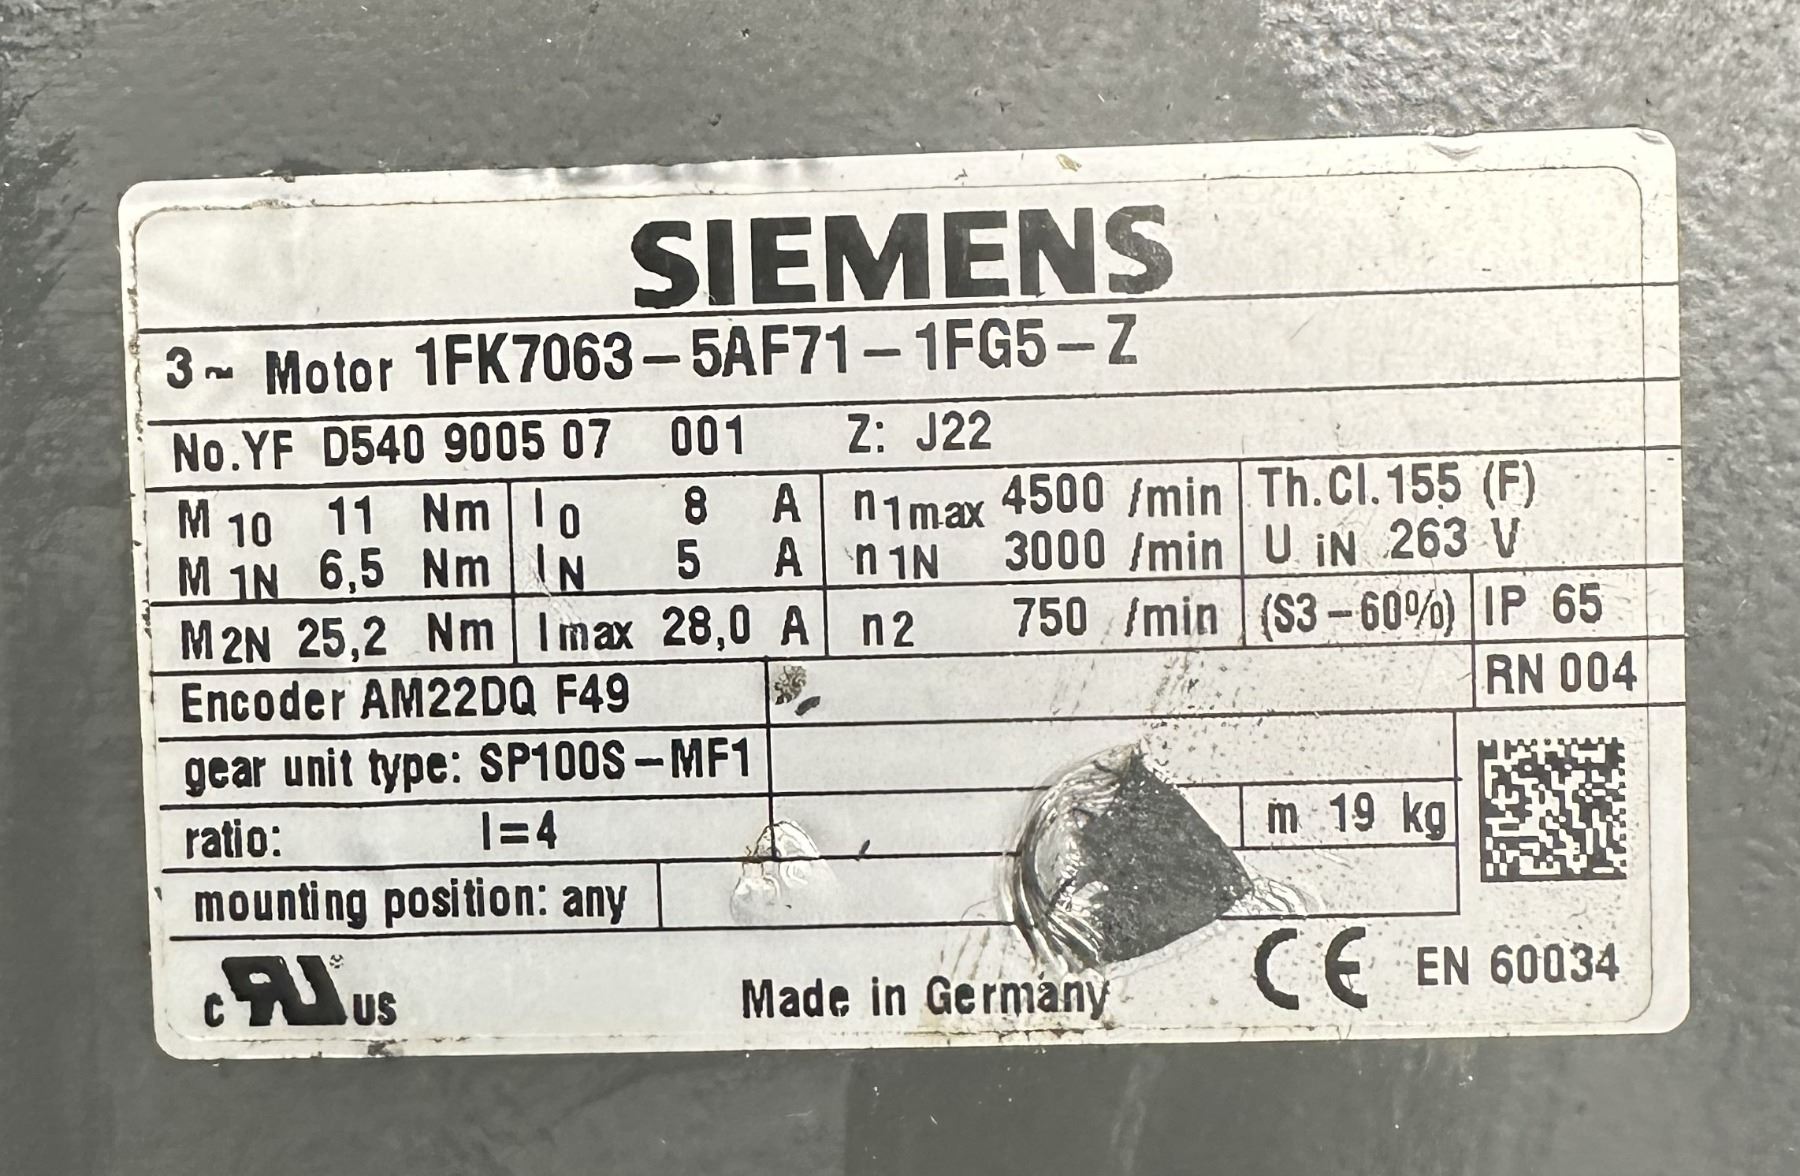 SIEMENS
3~ Motor 1FK7063-5AF71-1FG5-Z
No.YF D540 9005 07 001 Z: J22
M10 11 Nm I0 8 A n1max 4500 /min Th.Cl.155 (F)
M1N 6,5 Nm IN 5 A n1N 3000 /min U iN 263 V
M2N 25,2 Nm Imax 28,0 A n2 750 /min (S3-60%) IP 65
Encoder AM22DQ F49 RN 004
gear unit type: SP100S-MF1
ratio: I=4 m 19 kg
mounting position: any
c RU US Made in Germany CE EN 60034